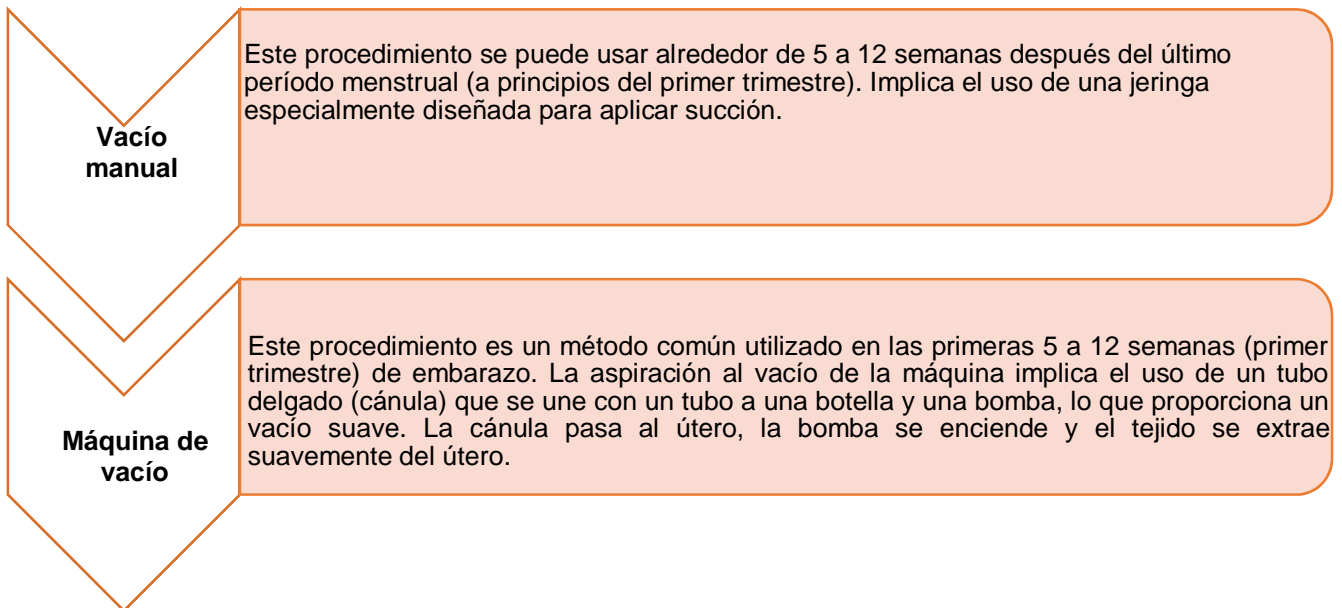 Vacío
manual
Este procedimiento se puede usar alrededor de 5 a 12 semanas después del último
período menstrual (a principios del primer trimestre). Implica el uso de una jeringa
especialmente diseñada para aplicar succión.
Máquina de
vacío
Este procedimiento es un método común utilizado en las primeras 5 a 12 semanas (primer
trimestre) de embarazo. La aspiración al vacío de la máquina implica el uso de un tubo
delgado (cánula) que se une con un tubo a una botella y una bomba, lo que proporciona un
vacío suave. La cánula pasa al útero, la bomba se enciende y el tejido se extrae
suavemente del útero.